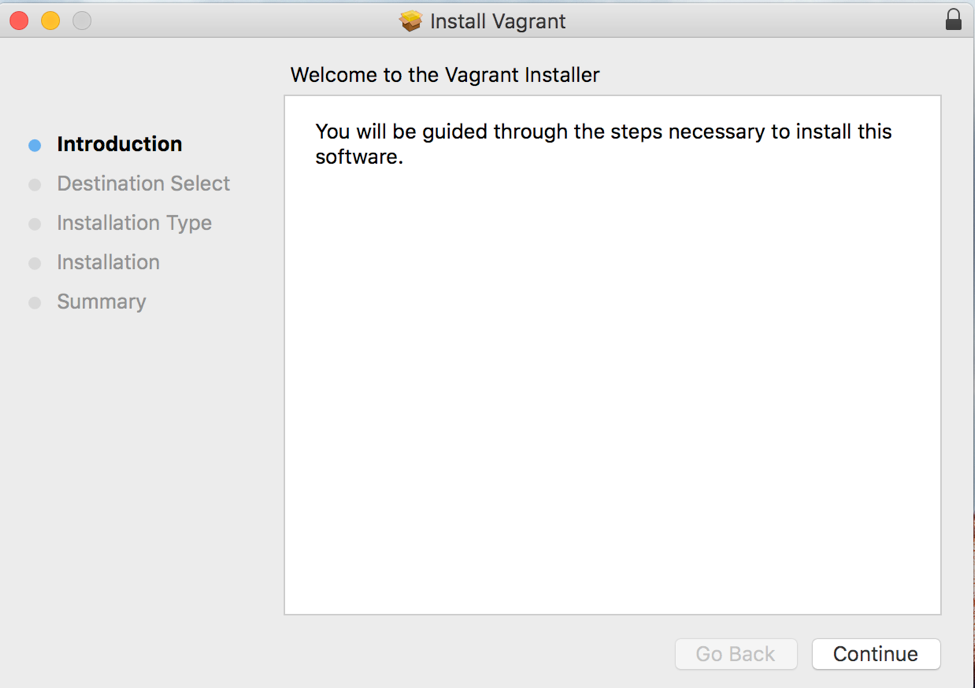 Install Vagrant
Welcome to the Vagrant Installer
Introduction
Destination Select
Installation Type
Installation
Summary
You will be guided through the steps necessary to install this
software.
Go Back
Continue